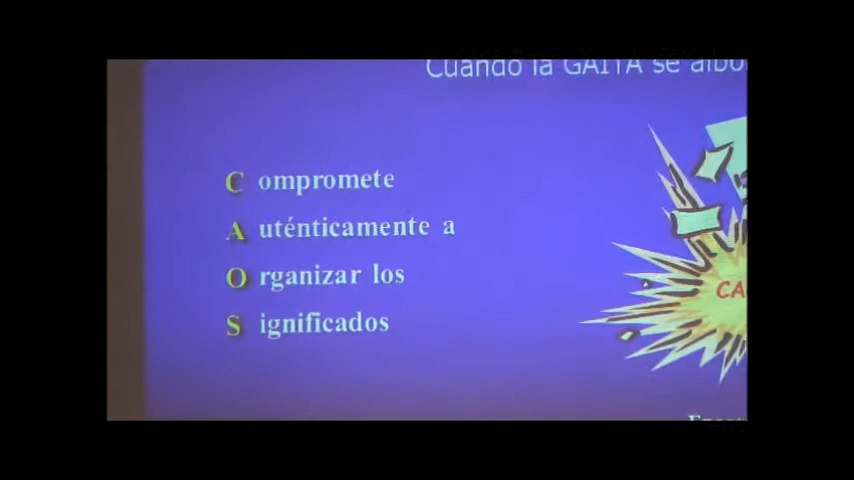 Cuando la GAITA se
C ompromete
A uténticamente a
O rganizar los
S ignificados